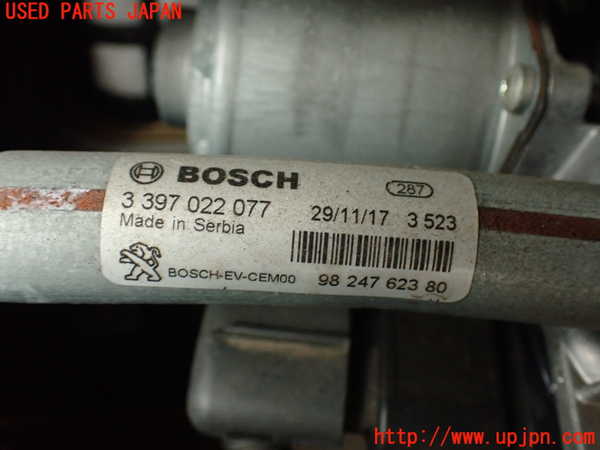 USED PARTS JAPAN
BOSCH
287
3 397 022 077 29/11/17 3 523
Made in Serbia
BOSCH-EV-CEM00 98 247 623 80
http://www.upjpn.com/